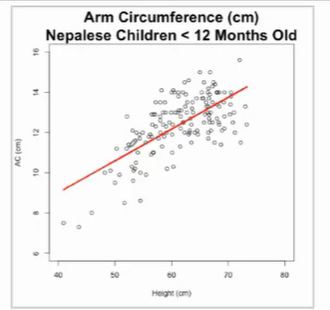 Arm Circumference (cm)
Nepalese Children < 12 Months Old
16
14
12
10
8
6
AC (cm)
40 50 60 70 80
Height (cm)